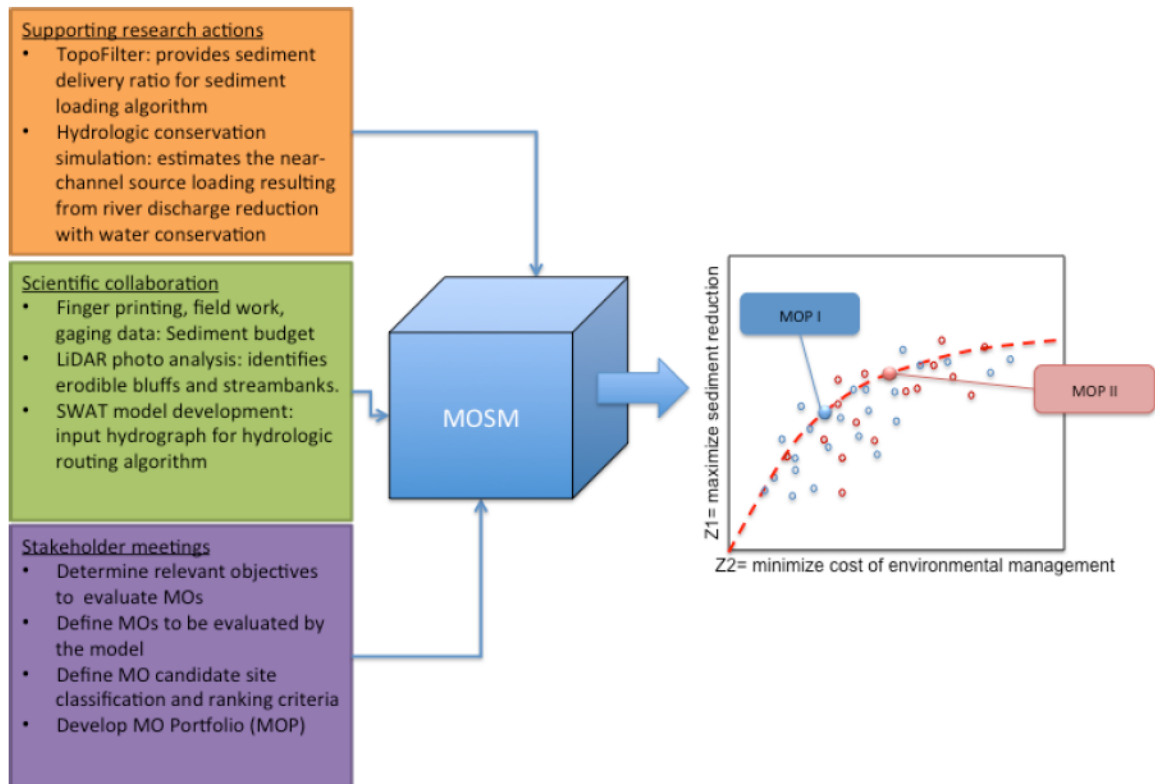 Supporting research actions
• TopoFilter: provides sediment
delivery ratio for sediment
loading algorithm
• Hydrologic conservation
simulation: estimates the near-
channel source loading resulting
from river discharge reduction
with water conservation
Scientific collaboration
• Finger printing, field work,
gaging data: Sediment budget
• LiDAR photo analysis: identifies
erodible bluffs and streambanks.
• SWAT model development:
input hydrograph for hydrologic
routing algorithm
Stakeholder meetings
• Determine relevant objectives
to evaluate MOs
• Define MOs to be evaluated by
the model
• Define MO candidate site
classification and ranking criteria
• Develop MO Portfolio (MOP)
MOSM
Z1= maximize sediment reduction
MOP I
MOP II
Z2= minimize cost of environmental management